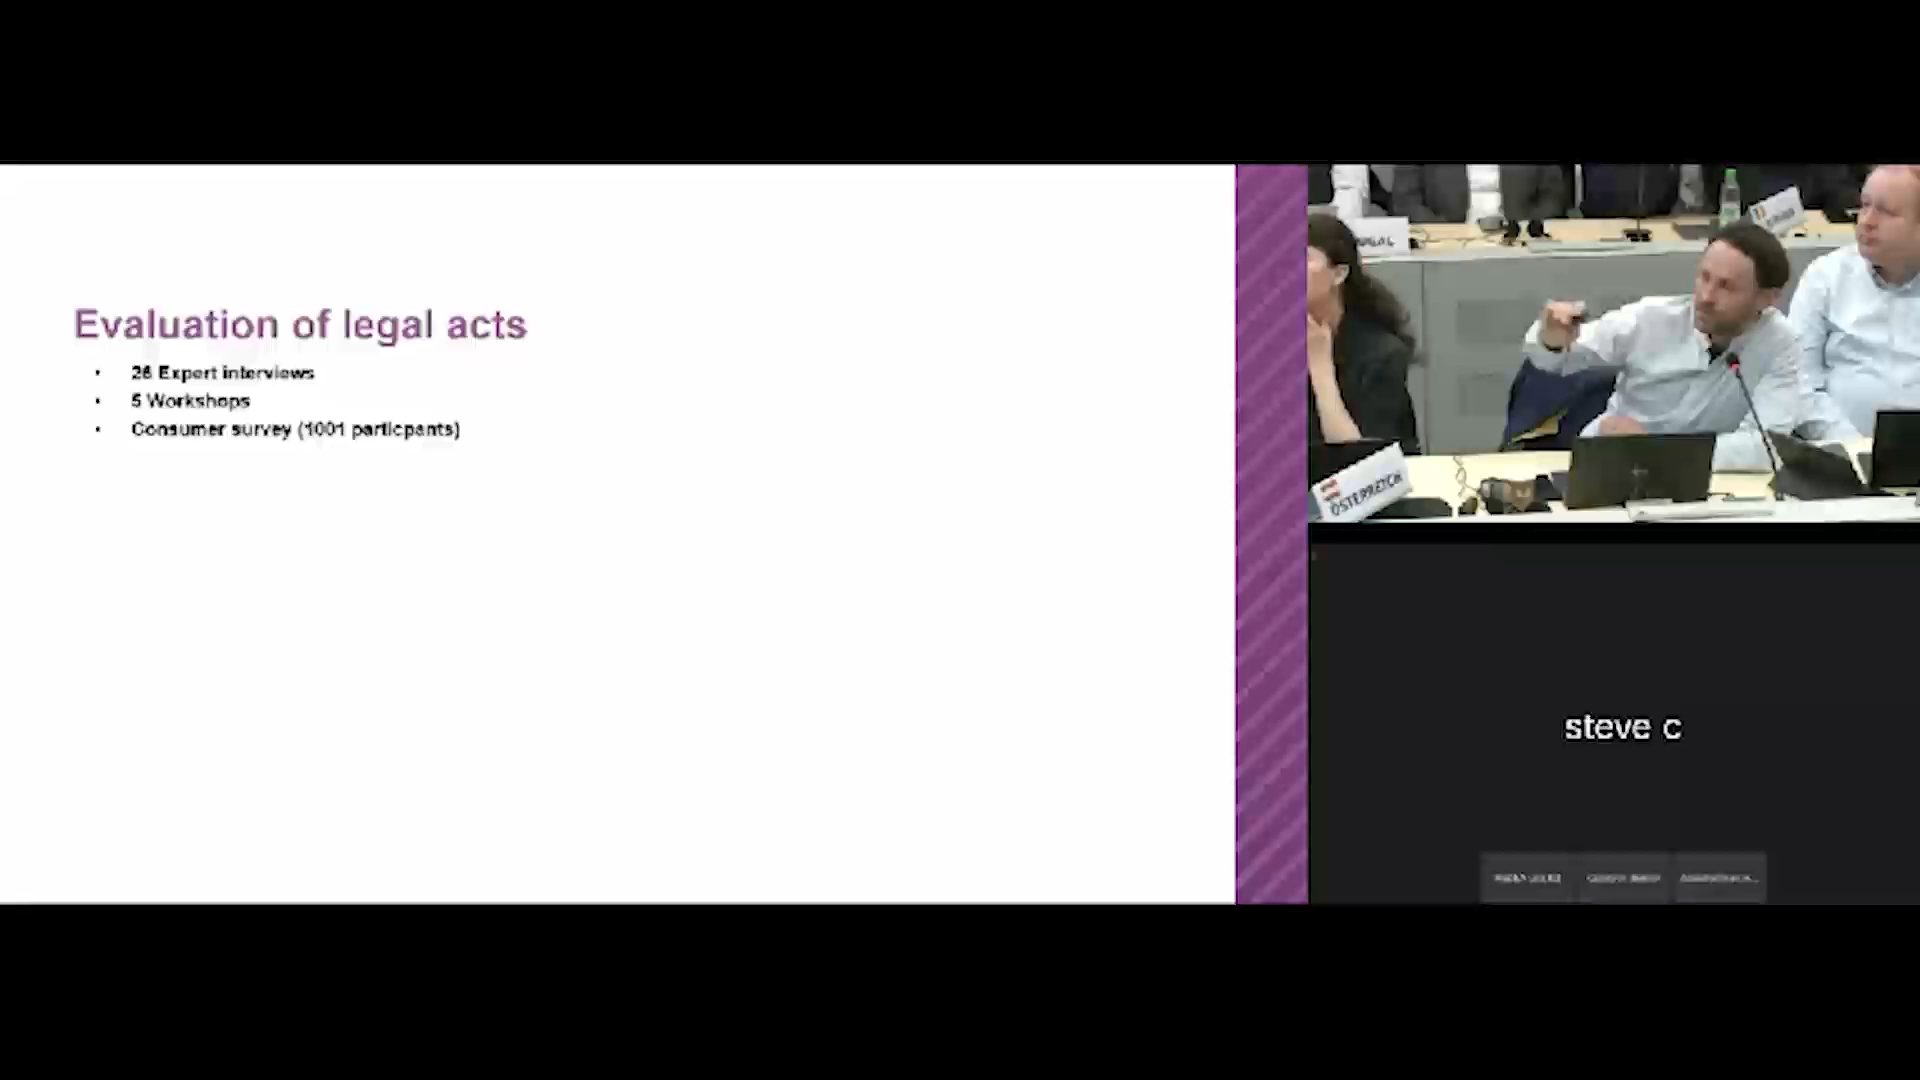 Evaluation of legal acts
• 26 Expert interviews
• 5 Workshops
• Consumer survey (1001 particpants)
ÖSTERREICH
steve c